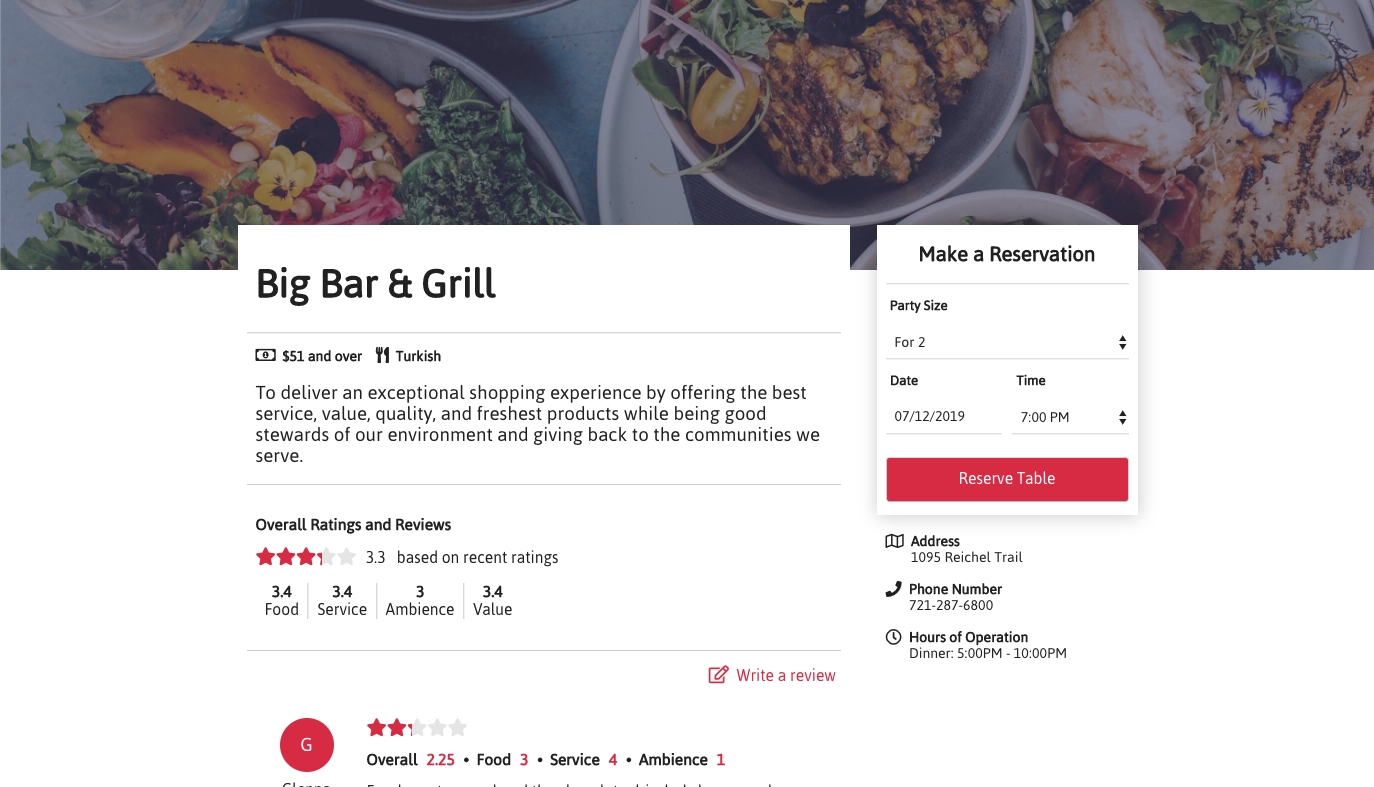 Big Bar & Grill
$51 and over Turkish
To deliver an exceptional shopping experience by offering the best
service, value, quality, and freshest products while being good
stewards of our environment and giving back to the communities we
serve.
Overall Ratings and Reviews
3.3 based on recent ratings
3.4 3.4 3 3.4
Food Service Ambience Value
Write a review
G
Overall 2.25 • Food 3 • Service 4 • Ambience 1
Make a Reservation
Party Size
For 2
Date Time
07/12/2019 7:00 PM
Reserve Table
Address
1095 Reichel Trail
Phone Number
721-287-6800
Hours of Operation
Dinner: 5:00PM - 10:00PM